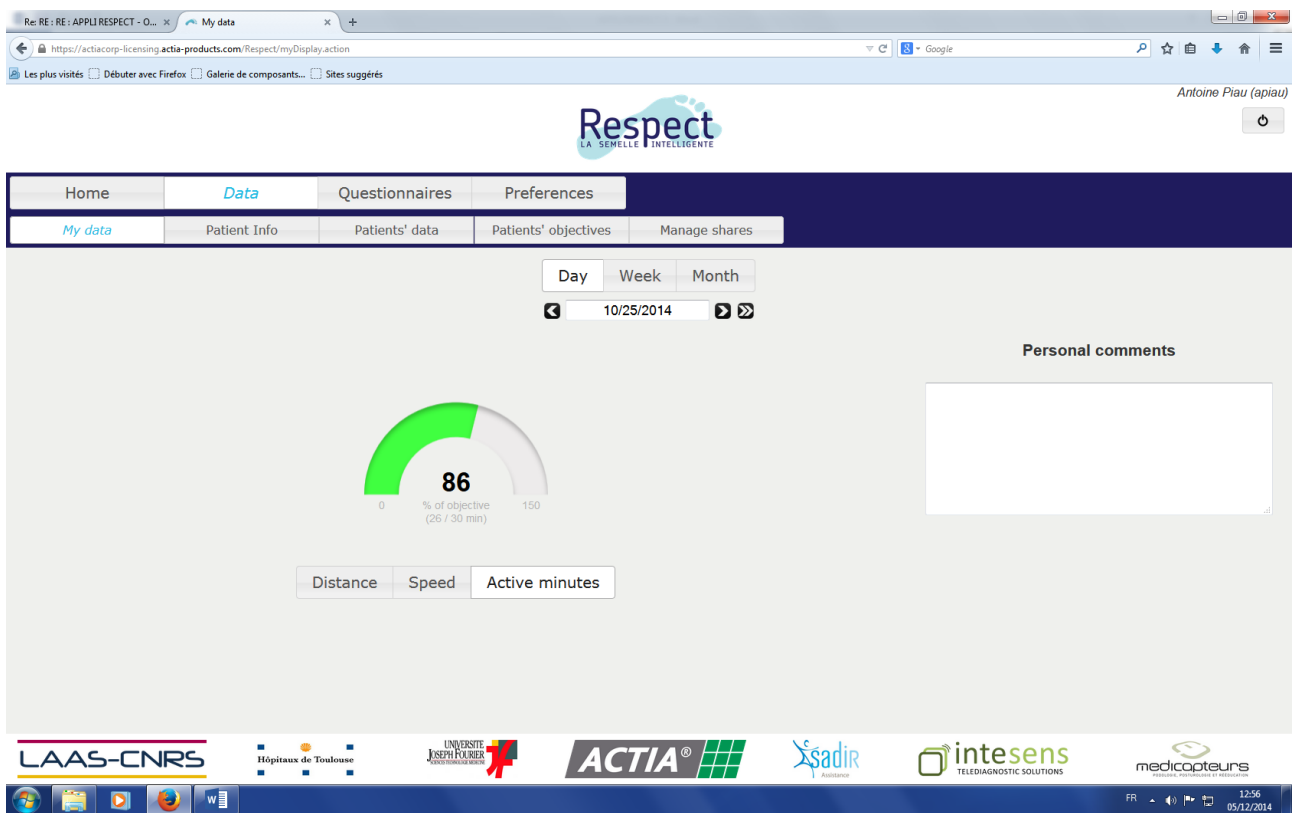 Re: RE : RE : APPLI RESPECT - O...
My data
https://actiacorp-licensing.actia-products.com/Respect/myDisplay.action
Google
Les plus visités
Débuter avec Firefox
Galerie de composants...
Sites suggérés
Antoine Piau (apiau)
Respect
LA SEMELLE INTELLIGENTE
Home
Data
Questionnaires
Preferences
My data
Patient Info
Patients' data
Patients' objectives
Manage shares
Day
Week
Month
10/25/2014
Personal comments
86
0
% of objective
150
(26 / 30 min)
Distance
Speed
Active minutes
LAAS-CNRS
Hôpitaux de Toulouse
UNIVERSITE
JOSEPH FOURIER
ACTIA®
sadir
Assistance
intesens
TELEDIAGNOSTIC SOLUTIONS
medicapteurs
FR
12:56
05/12/2014